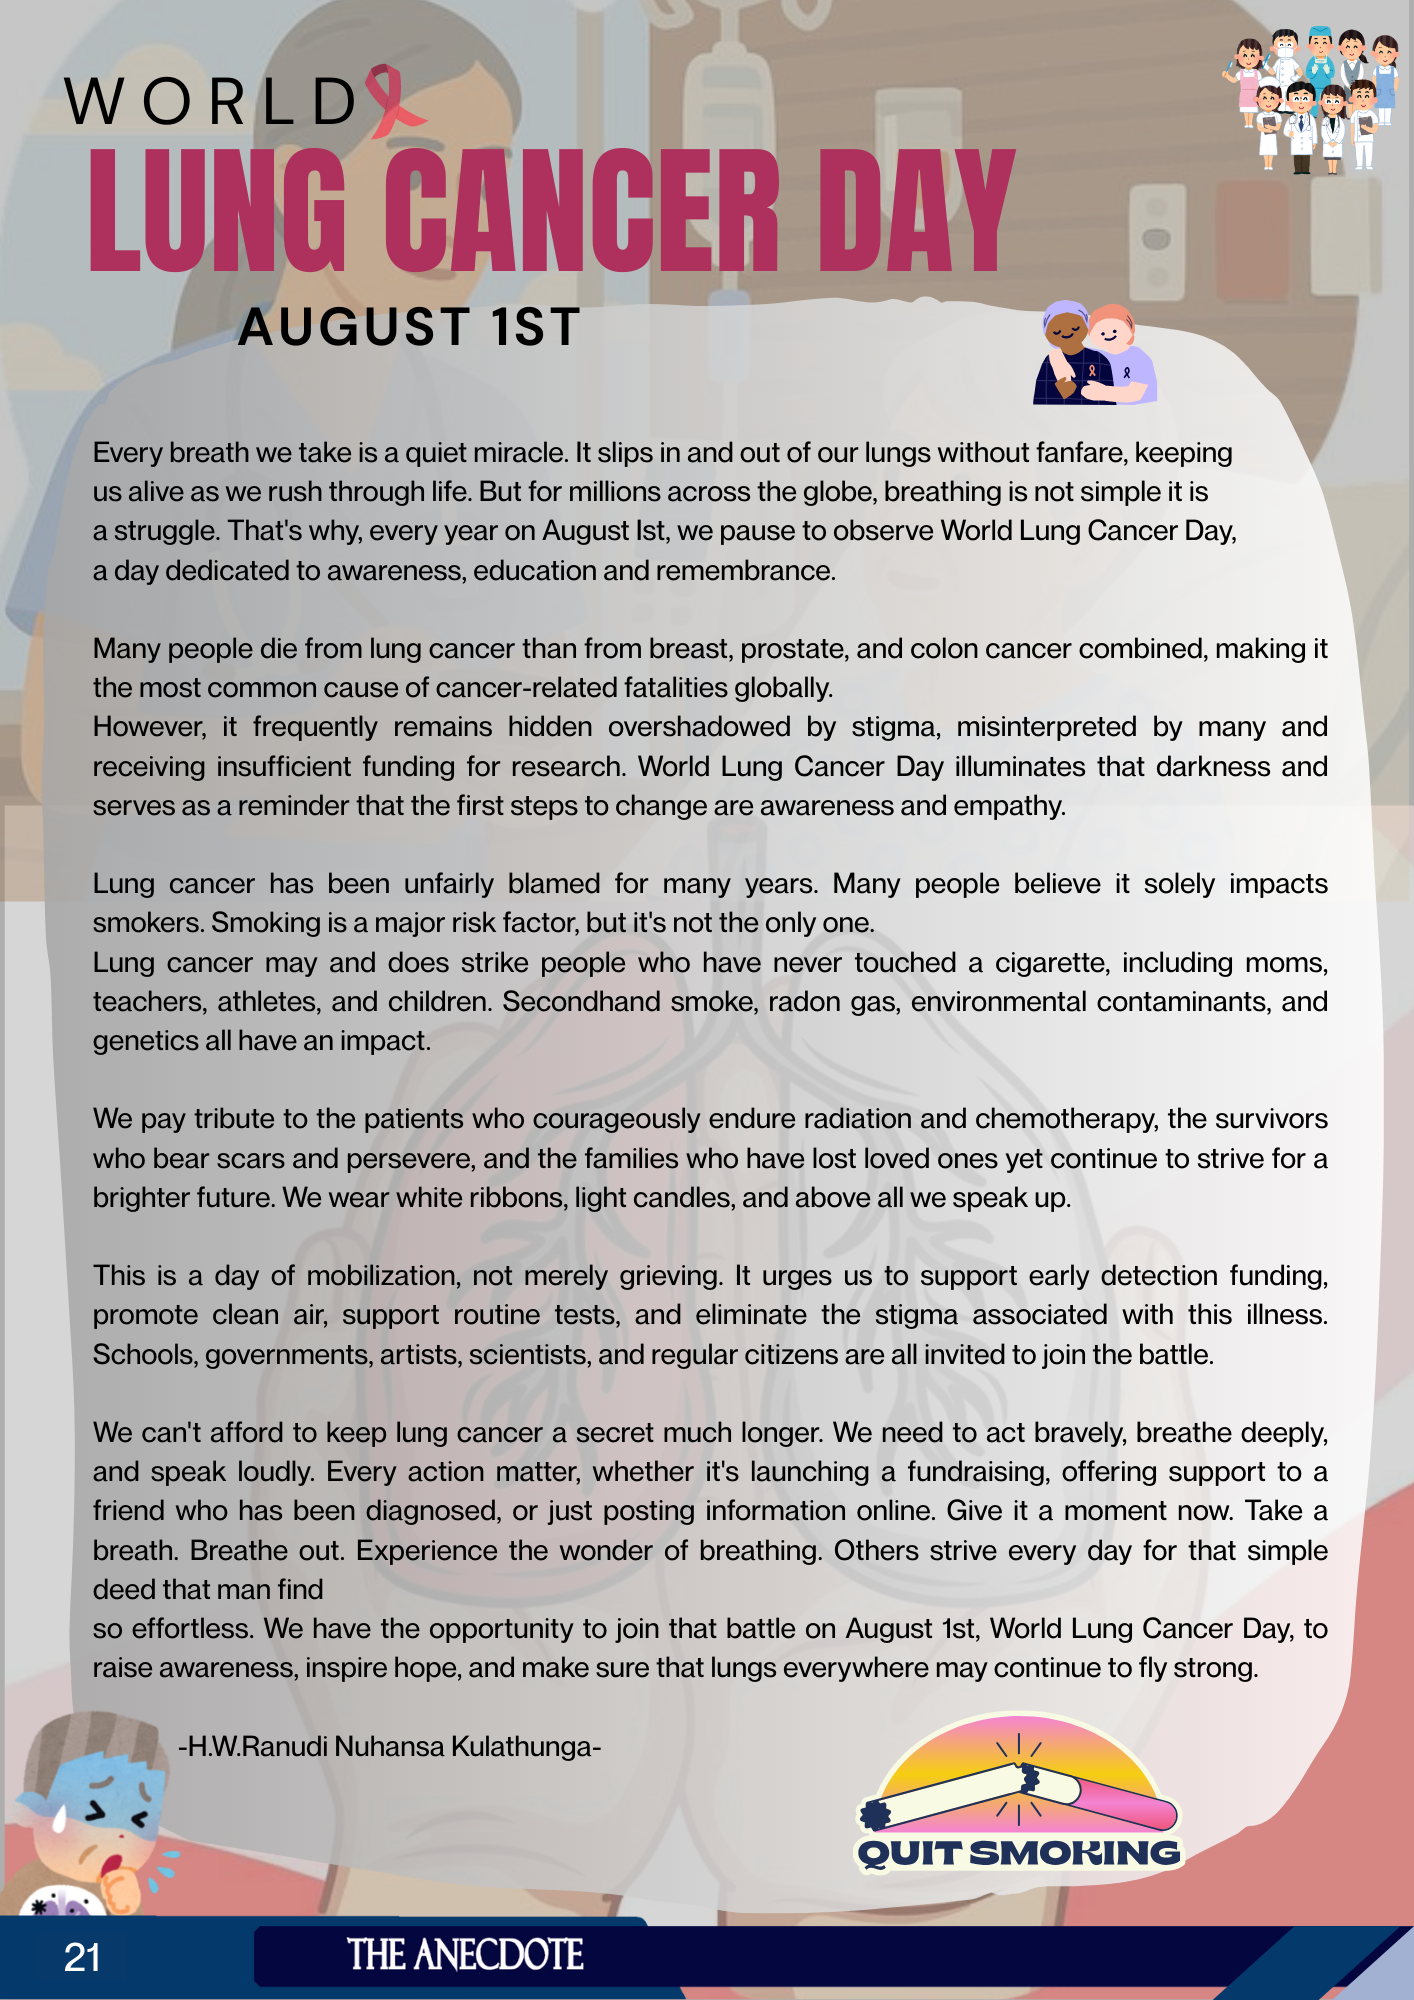 WORLD
LUNG CANCER DAY
AUGUST 1ST
Every breath we take is a quiet miracle. It slips in and out of our lungs without fanfare, keeping
us alive as we rush through life. But for millions across the globe, breathing is not simple it is
a struggle. That's why, every year on August Ist, we pause to observe World Lung Cancer Day,
a day dedicated to awareness, education and remembrance.
Many people die from lung cancer than from breast, prostate, and colon cancer combined, making it
the most common cause of cancer-related fatalities globally.
However, it frequently remains hidden overshadowed by stigma, misinterpreted by many and
receiving insufficient funding for research. World Lung Cancer Day illuminates that darkness and
serves as a reminder that the first steps to change are awareness and empathy.
Lung cancer has been unfairly blamed for many years. Many people believe it solely impacts
smokers. Smoking is a major risk factor, but it's not the only one.
Lung cancer may and does strike people who have never touched a cigarette, including moms,
teachers, athletes, and children. Secondhand smoke, radon gas, environmental contaminants, and
genetics all have an impact.
We pay tribute to the patients who courageously endure radiation and chemotherapy, the survivors
who bear scars and persevere, and the families who have lost loved ones yet continue to strive for a
brighter future. We wear white ribbons, light candles, and above all we speak up.
This is a day of mobilization, not merely grieving. It urges us to support early detection funding,
promote clean air, support routine tests, and eliminate the stigma associated with this illness.
Schools, governments, artists, scientists, and regular citizens are all invited to join the battle.
We can't afford to keep lung cancer a secret much longer. We need to act bravely, breathe deeply,
and speak loudly. Every action matter, whether it's launching a fundraising, offering support to a
friend who has been diagnosed, or just posting information online. Give it a moment now. Take a
breath. Breathe out. Experience the wonder of breathing. Others strive every day for that simple
deed that man find
so effortless. We have the opportunity to join that battle on August 1st, World Lung Cancer Day, to
raise awareness, inspire hope, and make sure that lungs everywhere may continue to fly strong.
-H.W.Ranudi Nuhansa Kulathunga-
QUIT SMOKING
21
THE ANECDOTE